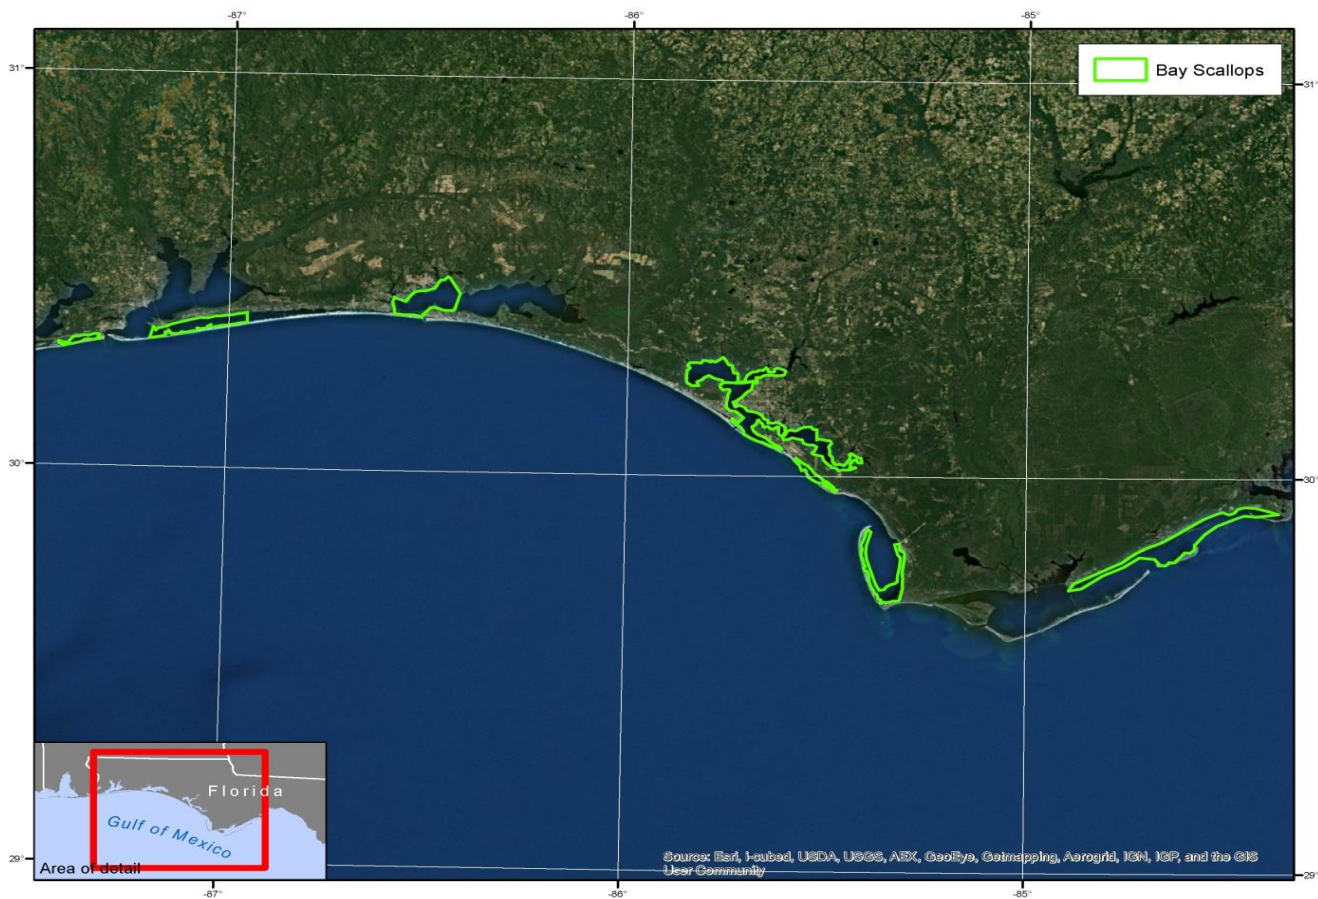 -87°
-86°
-85°
31°
31°
Bay Scallops
30°
30°
Florida
Gulf of Mexico
Area of detail
Source: Esri, i-cubed, USDA, USGS, AEX, GeoEye, Getmapping, Aerogrid, IGN, IGP, and the GIS
User Community
29°
29°
-87°
-86°
-85°